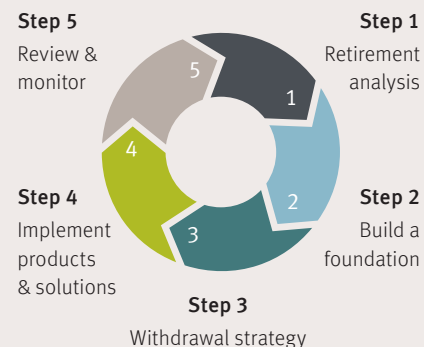 Step 5
Review &
monitor
Step 1
Retirement
analysis
5
1
4
2
3
Step 4
Implement
products
& solutions
Step 2
Build a
foundation
Step 3
Withdrawal strategy